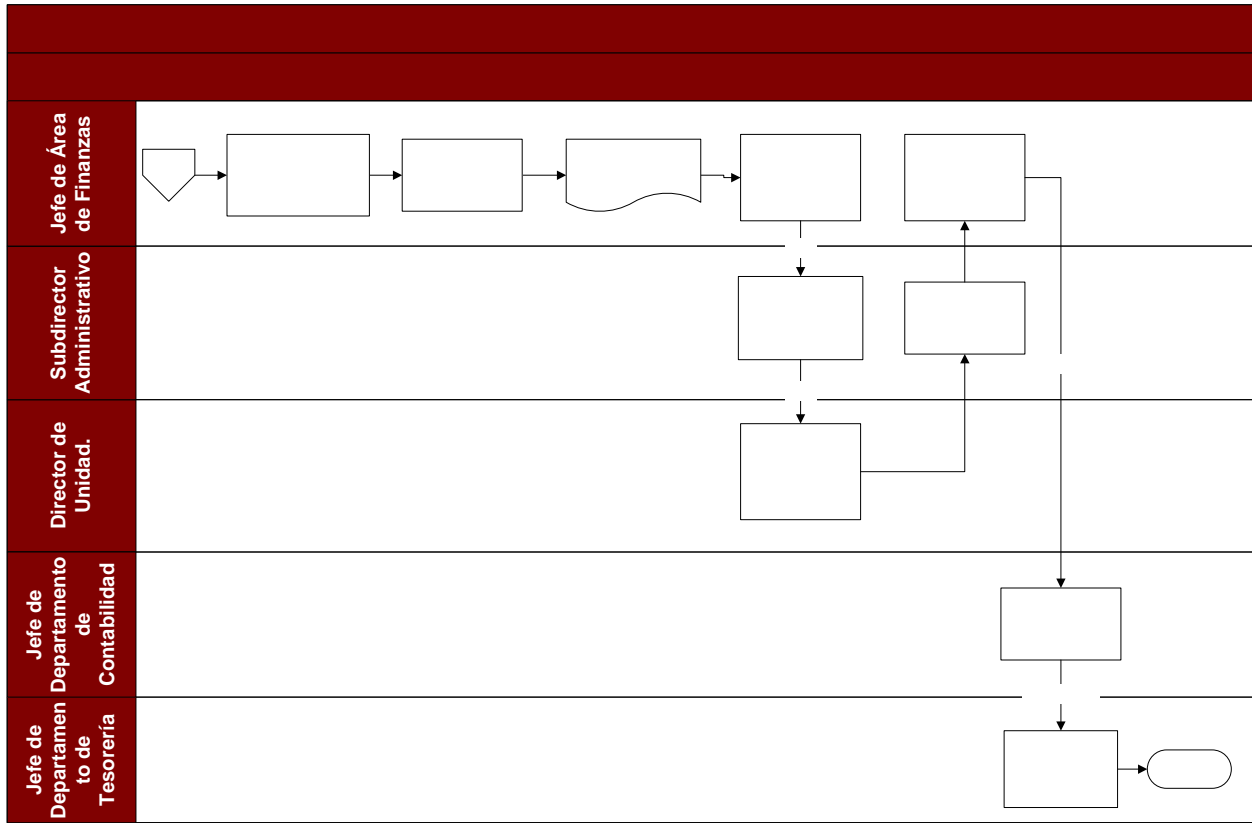 Jefe de Área
de Finanzas
Subdirector
Administrativo
Director de
Unidad.
Jefe de
Departamento
de
Contabilidad
Jefe de
Departamen
to de
Tesorería